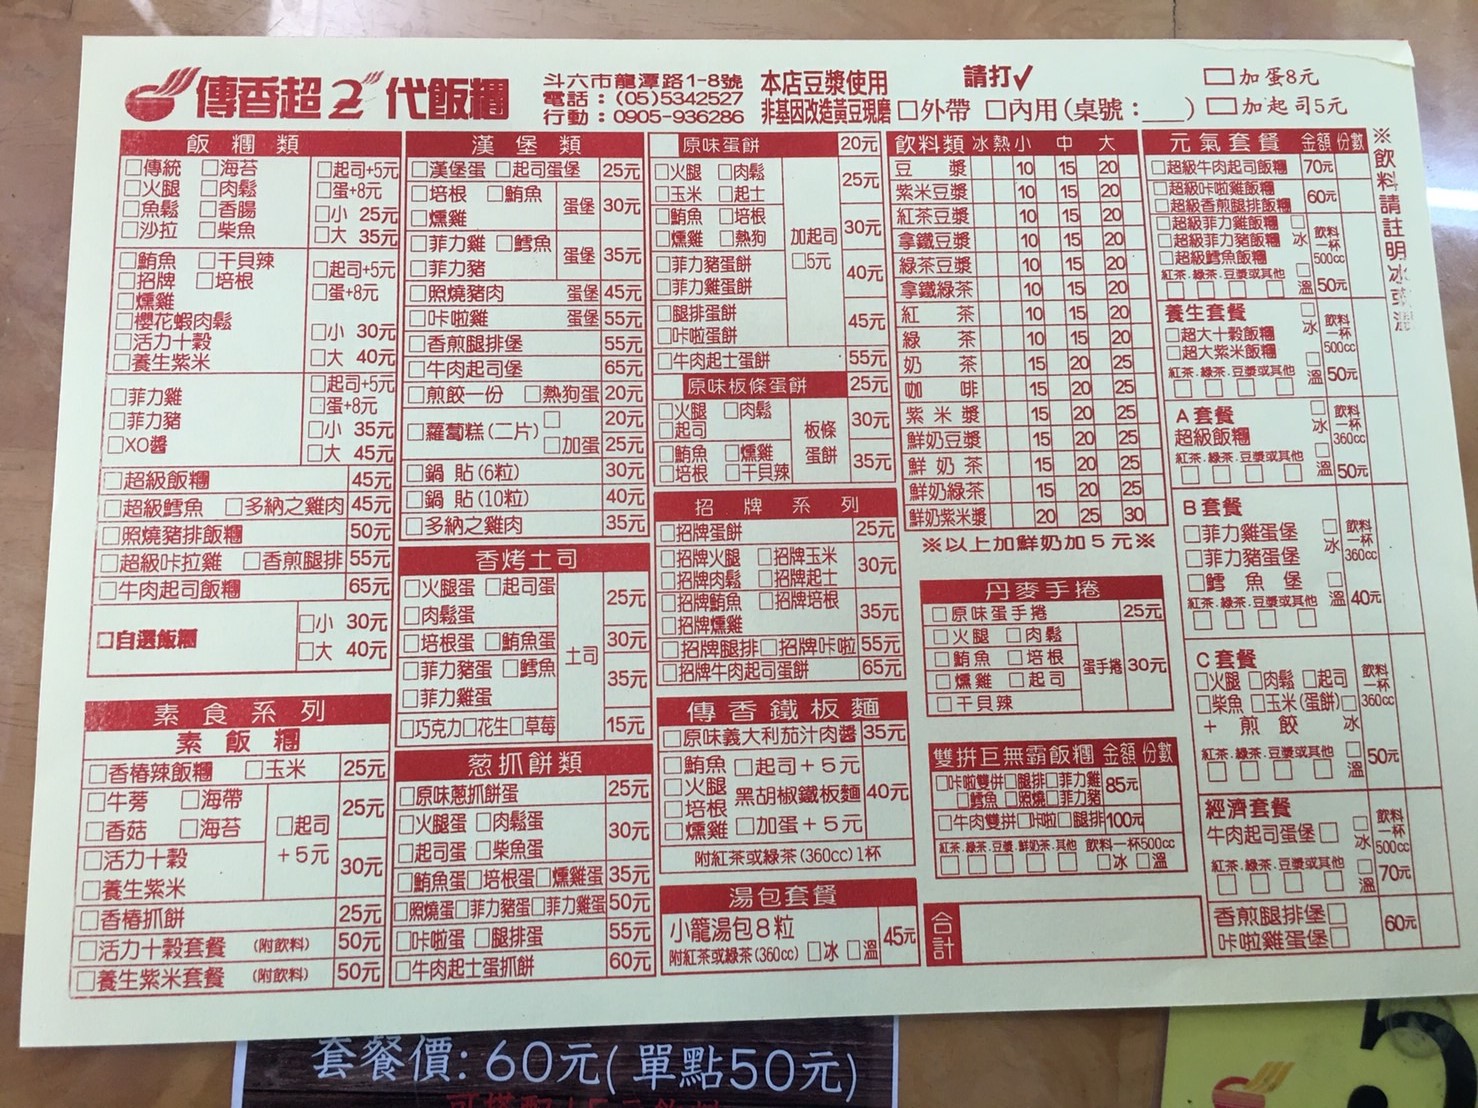 傳香超2代飯糰
斗六市龍潭路1-8號
電話：(05)5342527
行動：0905-936286
本店豆漿使用
非基因改造黃豆現磨
請打✓
□外帶 □內用(桌號：___)
□加蛋8元
□加起司5元
飯糰類
□傳統 □海苔 □起司+5元
□火腿 □肉鬆 □蛋+8元
□魚鬆 □香腸 □小 25元
□沙拉 □柴魚 □大 35元
□鮪魚 □干貝辣 □起司+5元
□招牌 □培根 □蛋+8元
□燻雞
□櫻花蝦肉鬆 □小 30元
□活力十穀 □大 40元
□養生紫米
□菲力雞 □起司+5元
□菲力豬 □蛋+8元
□XO醬 □小 35元
□大 45元
□超級飯糰 45元
□超級鱈魚 □多納之雞肉 45元
□照燒豬排飯糰 50元
□超級咔拉雞 □香煎腿排 55元
□牛肉起司飯糰 65元
□自選飯糰 □小 30元
□大 40元
素食系列
素飯糰
□香椿辣飯糰 □玉米 25元
□牛蒡 □海帶 25元
□香菇 □海苔 □起司
□活力十穀 +5元 30元
□養生紫米
□香椿抓餅 25元
□活力十穀套餐 (附飲料) 50元
□養生紫米套餐 (附飲料) 50元
漢堡類
□漢堡蛋 □起司蛋堡 25元
□培根 □鮪魚 蛋堡 30元
□燻雞
□菲力雞 □鱈魚 蛋堡 35元
□菲力豬
□照燒豬肉 蛋堡 45元
□咔啦雞 蛋堡 55元
□香煎腿排堡 55元
□牛肉起司堡 65元
□煎餃一份 □熱狗蛋 20元
□蘿蔔糕(二片) □ 20元
□加蛋 25元
□鍋 貼(6粒) 30元
□鍋 貼(10粒) 40元
□多納之雞肉 35元
香烤土司
□火腿蛋 □起司蛋 25元
□肉鬆蛋
□培根蛋 □鮪魚蛋 土司 30元
□菲力豬蛋 □鱈魚 35元
□菲力雞蛋
□巧克力□花生□草莓 15元
葱抓餅類
□原味葱抓餅蛋 25元
□火腿蛋 □肉鬆蛋 30元
□起司蛋 □柴魚蛋
□鮪魚蛋□培根蛋□燻雞蛋 35元
□照燒蛋□菲力豬蛋□菲力雞蛋 50元
□咔啦蛋 □腿排蛋 55元
□牛肉起士蛋抓餅 60元
□原味蛋餅 20元
□火腿 □肉鬆 25元
□玉米 □起士
□鮪魚 □培根 30元
□燻雞 □熱狗 加起司
□菲力豬蛋餅 □5元 40元
□菲力雞蛋餅
□腿排蛋餅 45元
□咔啦蛋餅
□牛肉起士蛋餅 55元
□原味板條蛋餅 25元
□火腿 □肉鬆 30元
□起司 板條
□鮪魚 □燻雞 蛋餅 35元
□培根 □干貝辣
招牌系列
□招牌蛋餅 25元
□招牌火腿 □招牌玉米 30元
□招牌肉鬆 □招牌起士
□招牌鮪魚 □招牌培根 35元
□招牌燻雞
□招牌腿排□招牌咔啦 55元
□招牌牛肉起司蛋餅 65元
傳香鐵板麵
□原味義大利茄汁肉醬 35元
□鮪魚 □起司+5元
□火腿 黑胡椒鐵板麵 40元
□培根
□燻雞 □加蛋+5元
附紅茶或綠茶(360cc)1杯
湯包套餐
小籠湯包8粒 45元
附紅茶或綠茶(360cc) □冰 □溫
飲料類 冰 熱 小 中 大
豆漿 10 15 20
紫米豆漿 10 15 20
紅茶豆漿 10 15 20
拿鐵豆漿 10 15 20
綠茶豆漿 10 15 20
拿鐵綠茶 10 15 20
紅茶 10 15 20
綠茶 10 15 20
奶茶 15 20 25
咖啡 15 20 25
紫米漿 15 20 25
鮮奶豆漿 15 20 25
鮮奶茶 15 20 25
鮮奶綠茶 15 20 25
鮮奶紫米漿 20 25 30
※以上加鮮奶加5元※
丹麥手捲
□原味蛋手捲 25元
□火腿 □肉鬆
□鮪魚 □培根 蛋手捲 30元
□燻雞 □起司
□干貝辣
雙拼巨無霸飯糰 金額 份數
□咔啦雙併□腿排□菲力雞 85元
□鱈魚 □照燒□菲力豬
□牛肉雙拼□咔啦□腿排 100元
紅茶.綠茶.豆漿.鮮奶茶.其他 飲料一杯500cc
□ □ □ □ □ □冰 □溫
合計
元氣套餐 金額 份數
□超級牛肉起司飯糰 70元
□超級咔啦雞飯糰 60元
□超級香煎腿排飯糰
□超級菲力雞飯糰 □冰 飲料一杯500cc
□超級菲力豬飯糰
□超級鱈魚飯糰
紅茶.綠茶.豆漿或其他 □溫 50元
□ □ □ □
養生套餐 □冰 飲料一杯500cc
□超大十穀飯糰
□超大紫米飯糰
紅茶.綠茶.豆漿或其他 □溫 50元
□ □ □ □
A套餐 □冰 飲料一杯360cc
超級飯糰
紅茶.綠茶.豆漿或其他 □溫 50元
□ □ □ □
B套餐
□菲力雞蛋堡 □冰 飲料一杯360cc
□菲力豬蛋堡
□鱈魚堡
紅茶.綠茶.豆漿或其他 □溫 40元
□ □ □ □
C套餐
□火腿 □肉鬆 □起司 飲料一杯360cc
□柴魚 □玉米(蛋餅) □冰
+ 煎餃
紅茶.綠茶.豆漿或其他 □溫 50元
□ □ □ □
經濟套餐 □冰 飲料一杯500cc
牛肉起司蛋堡□
紅茶.綠茶.豆漿或其他 □溫 70元
□ □ □ □
香煎腿排堡□ 60元
咔啦雞蛋堡□
※飲料請註明冰或溫
套餐價:60元(單點50元)
5